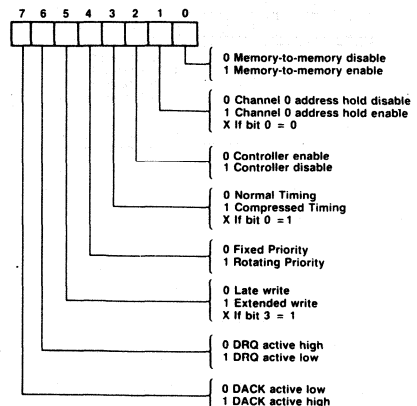 7 6 5 4 3 2 1 0
0 Memory-to-memory disable
1 Memory-to-memory enable
0 Channel 0 address hold disable
1 Channel 0 address hold enable
X If bit 0 = 0
0 Controller enable
1 Controller disable
0 Normal Timing
1 Compressed Timing
X If bit 0 =1
0 Fixed Priority
1 Rotating Priority
0 Late write
1 Extended write
X If bit 3 = 1
0 DRQ active high
1 DRQ active low
0 DACK active low
1 DACK active high